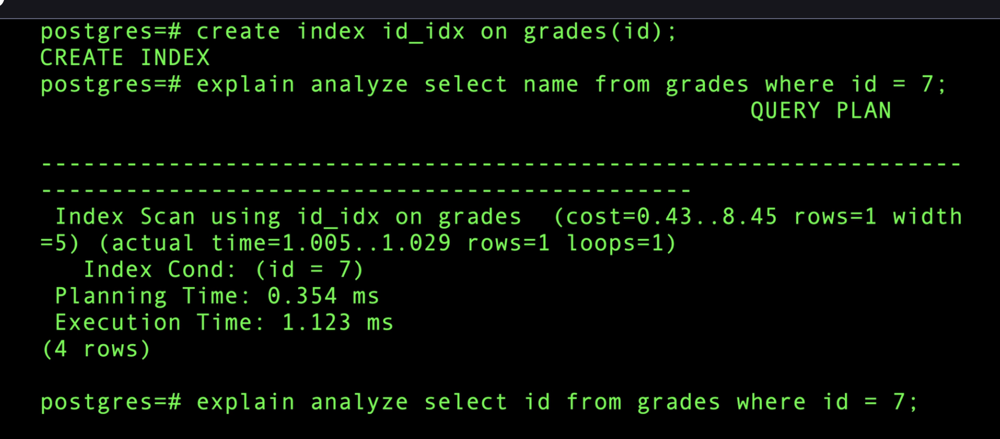 postgres=# create index id_idx on grades(id);
CREATE INDEX
postgres=# explain analyze select name from grades where id = 7;
QUERY PLAN
-----------------------------------------------------------------
----------------------------------------------
Index Scan using id_idx on grades  (cost=0.43..8.45 rows=1 width
=5) (actual time=1.005..1.029 rows=1 loops=1)
Index Cond: (id = 7)
Planning Time: 0.354 ms
Execution Time: 1.123 ms
(4 rows)
postgres=# explain analyze select id from grades where id = 7;